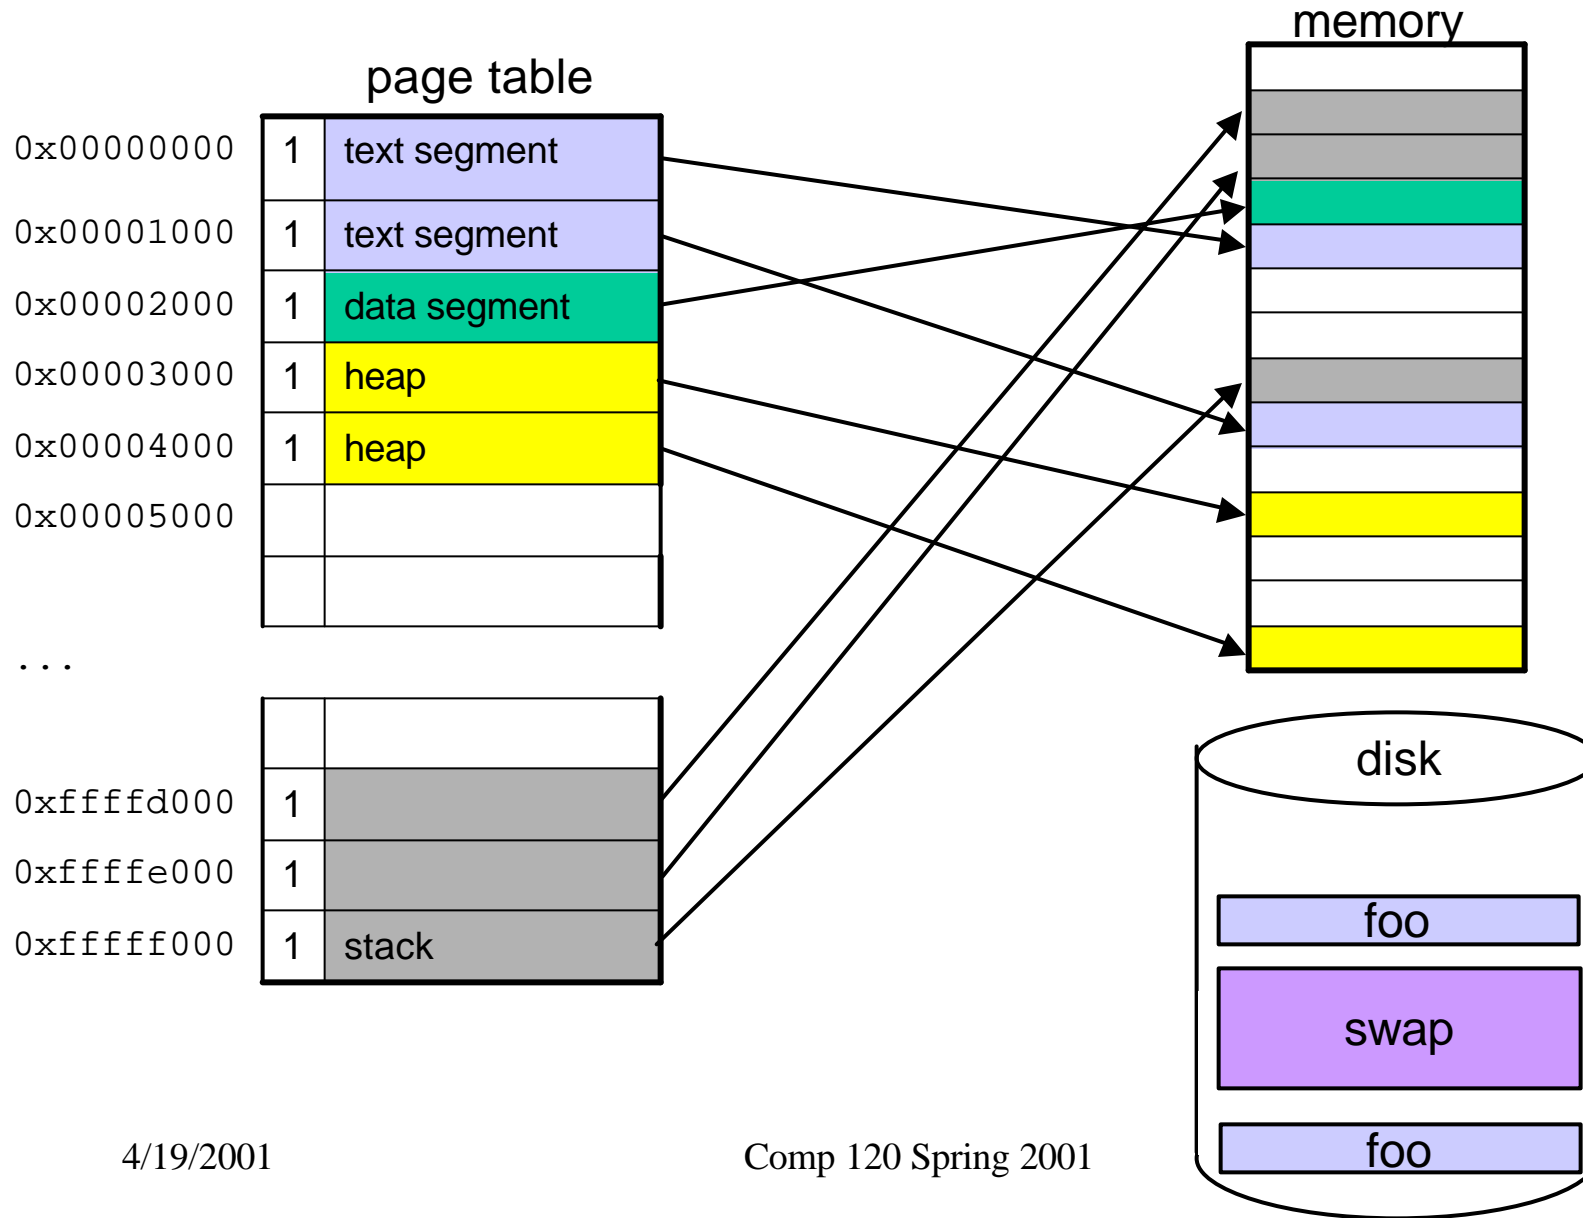 memory
page table
0x00000000 1 text segment
0x00001000 1 text segment
0x00002000 1 data segment
0x00003000 1 heap
0x00004000 1 heap
0x00005000
...
0xffffd000 1
0xffffe000 1
0xfffff000 1 stack
disk
foo
swap
foo
4/19/2001 Comp 120 Spring 2001